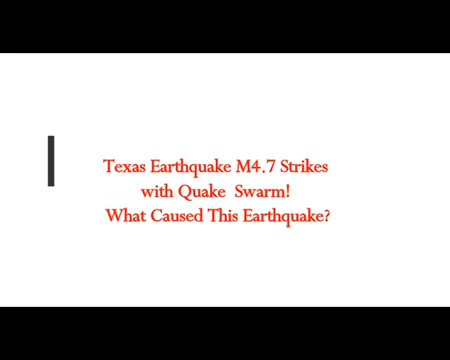 Texas Earthquake M4.7 Strikes
with Quake Swarm!
What Caused This Earthquake?